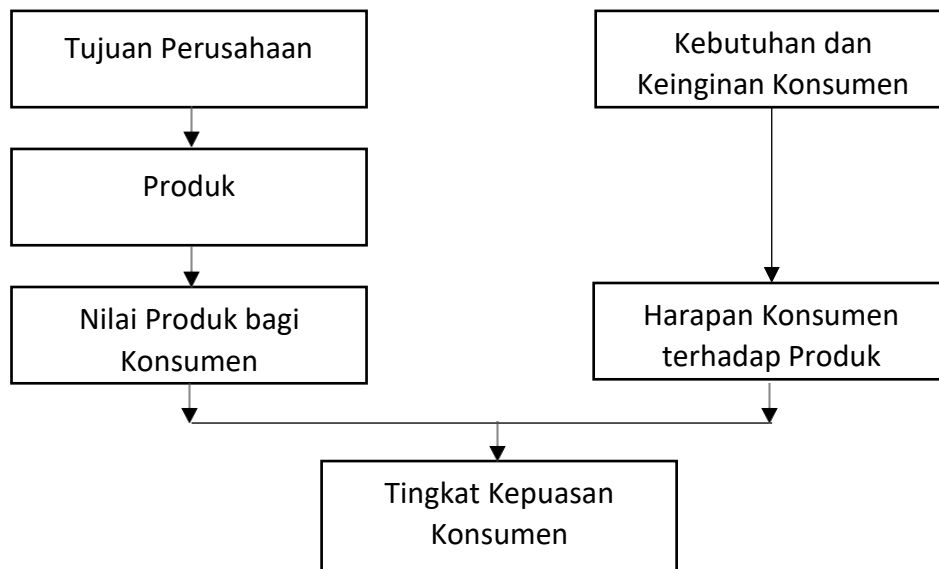 Tujuan Perusahaan
Kebutuhan dan
Keinginan Konsumen
Produk
Nilai Produk bagi
Konsumen
Harapan Konsumen
terhadap Produk
Tingkat Kepuasan
Konsumen